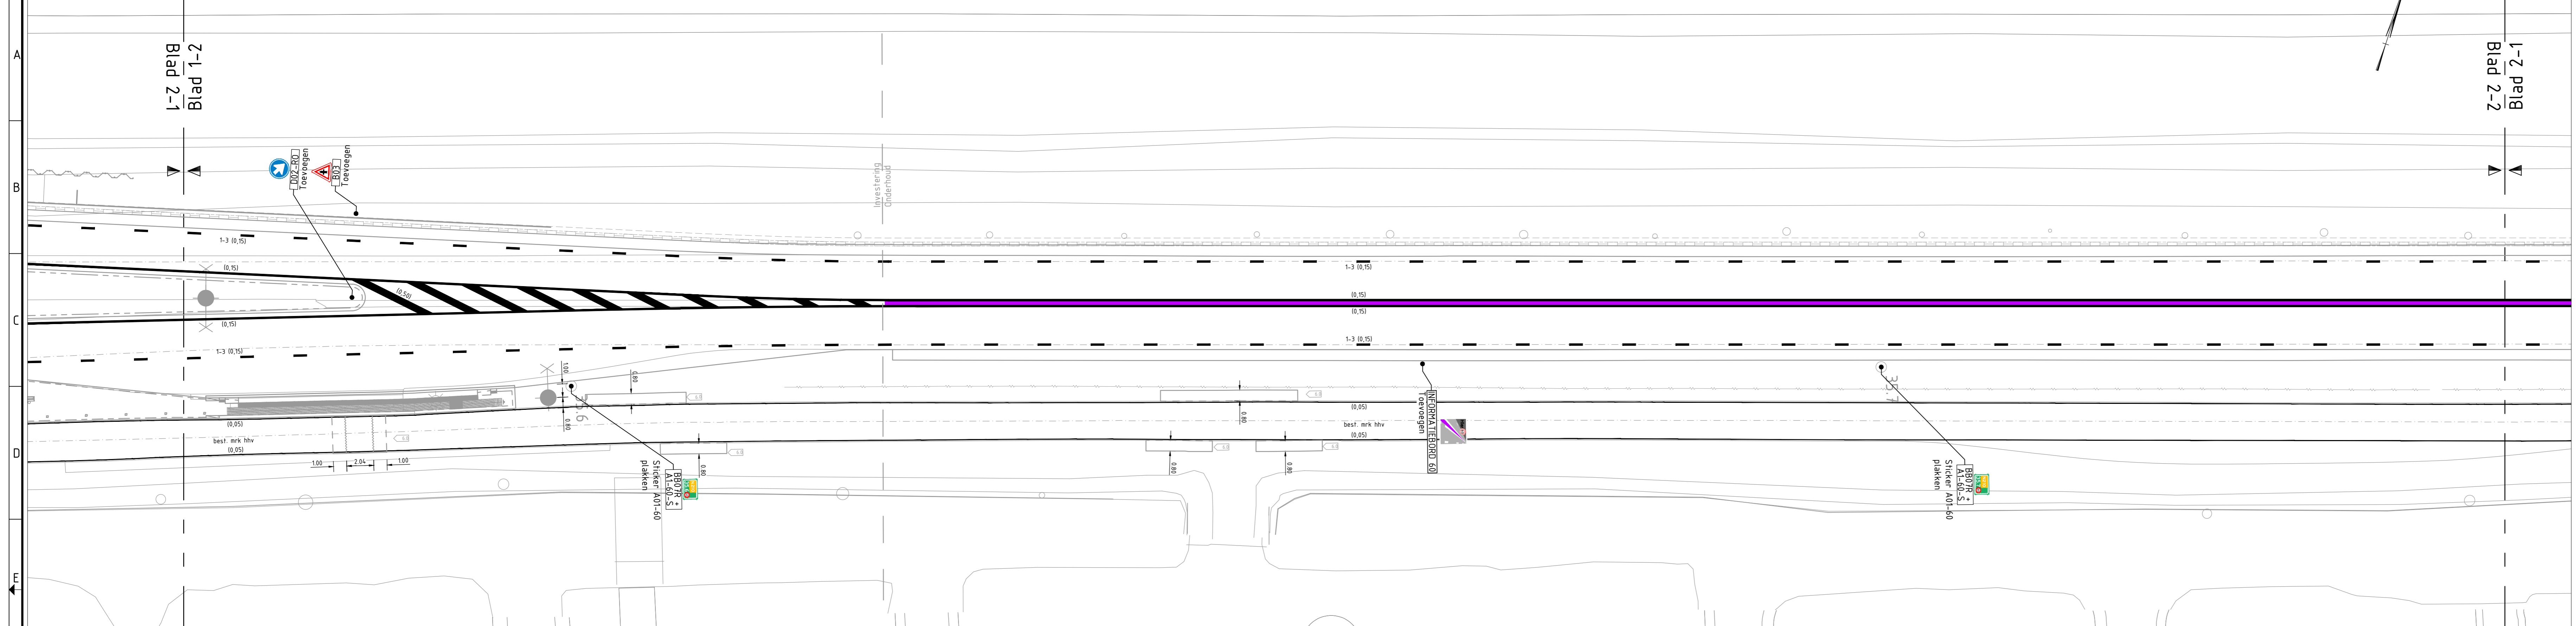 A
B
C
D
E
Blad 1-2
Blad 2-1
Blad 2-1
Blad 2-2
D02-RO
Toevoegen
B03
Toevoegen
Investering
Onderhoud
1-3 (0,15)
(0,15)
(0,50)
(0,15)
1-3 (0,15)
1-3 (0,15)
(0,15)
(0,15)
1-3 (0,15)
1.00
0.80
0.80
(0,05)
best. mrk hhv
(0,05)
1.00
2.04
1.00
0.80
BB07R +
A1-60-S
Sticker A01-60
plakken
0.80
0.80
0.80
(0,05)
best. mrk hhv
(0,05)
INFORMATIEBORD 60
Toevoegen
BB07R +
A1-60-S
Sticker A01-60
plakken